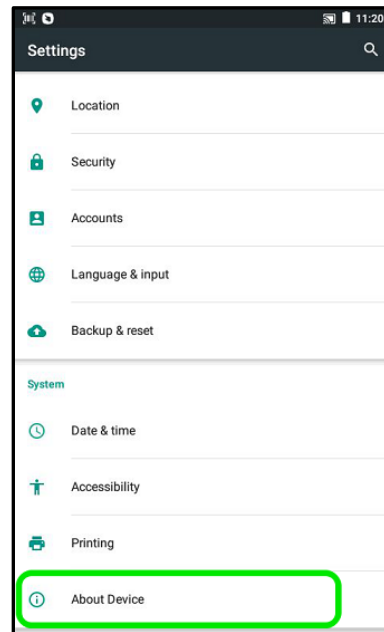 11:20
Settings
Location
Security
Accounts
Language & input
Backup & reset
System
Date & time
Accessibility
Printing
About Device